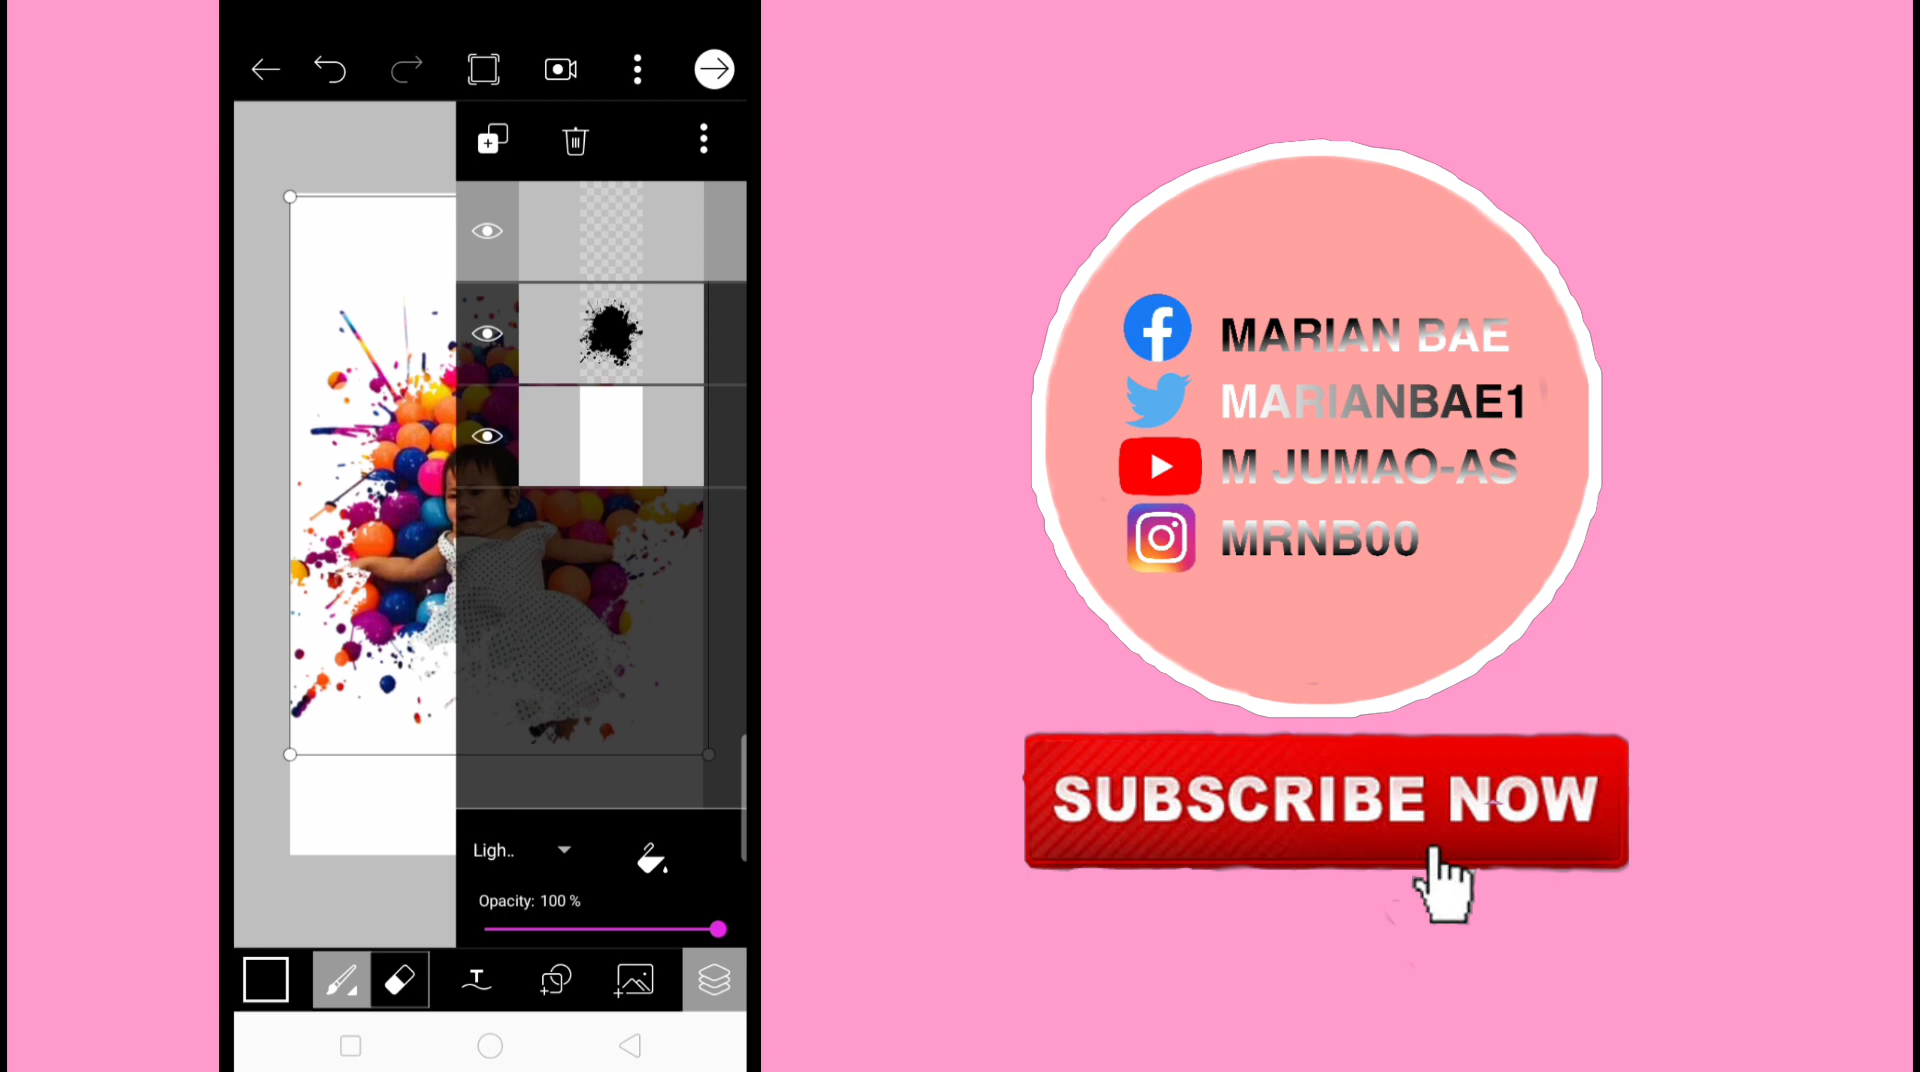 Ligh..
Opacity: 100 %
T
MARIAN BAE
MARIANBAE1
M JUMAO-AS
MRNB00
SUBSCRIBE NOW